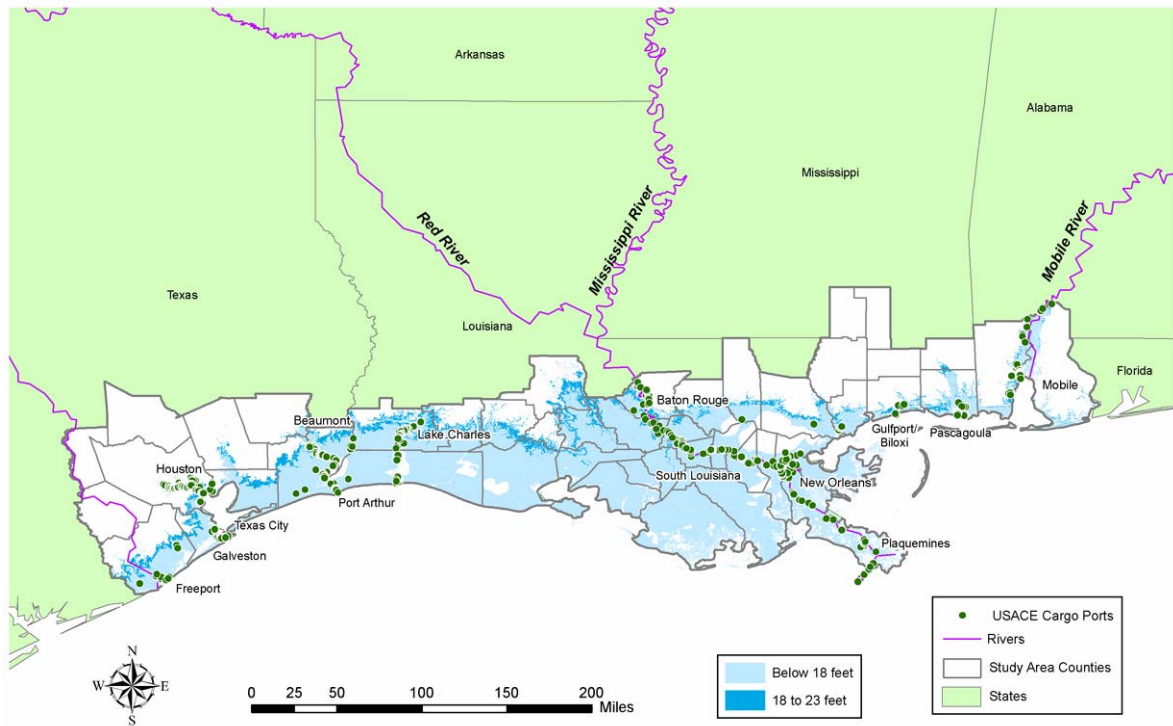 Arkansas
Alabama
Mississippi
Red River
Mississippi River
Mobile River
Texas
Louisiana
Florida
Mobile
Baton Rouge
Beaumont
Lake Charles
Gulfport/
Biloxi
Pascagoula
Houston
South Louisiana
New Orleans
Port Arthur
Texas City
Galveston
Plaquemines
Freeport
N
W
E
S
0 25 50 100 150 200
Miles
Below 18 feet
18 to 23 feet
USACE Cargo Ports
Rivers
Study Area Counties
States